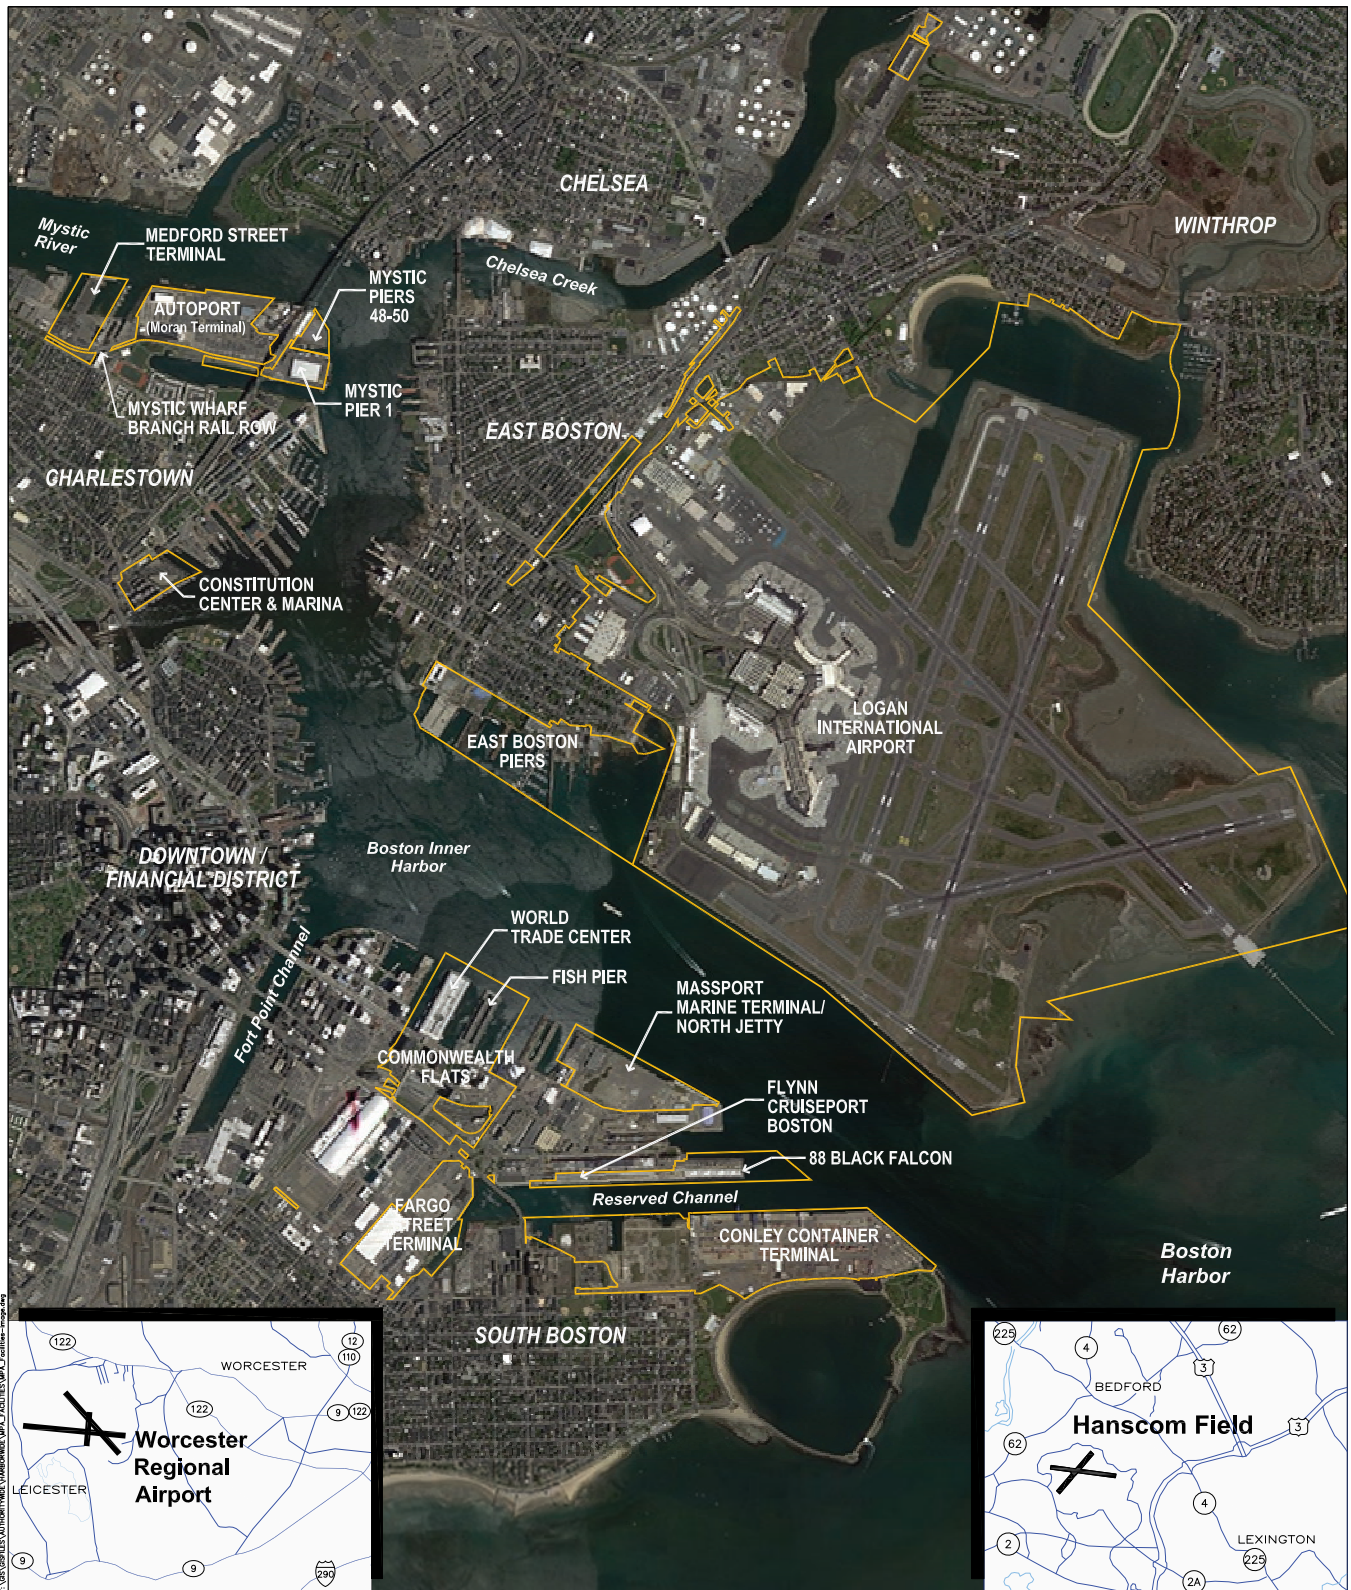 CHELSEA
WINTHROP
Mystic
River
MEDFORD STREET
TERMINAL
Chelsea Creek
MYSTIC
PIERS
48-50
AUTOPORT
(Moran Terminal)
MYSTIC
PIER 1
MYSTIC WHARF
BRANCH RAIL ROW
EAST BOSTON
CHARLESTOWN
CONSTITUTION
CENTER & MARINA
LOGAN
INTERNATIONAL
AIRPORT
EAST BOSTON
PIERS
Boston Inner
Harbor
DOWNTOWN /
FINANCIAL DISTRICT
WORLD
TRADE CENTER
Fort Point Channel
FISH PIER
MASSPORT
MARINE TERMINAL/
NORTH JETTY
COMMONWEALTH
FLATS
FLYNN
CRUISEPORT
BOSTON
88 BLACK FALCON
Reserved Channel
FARGO
STREET
TERMINAL
CONLEY CONTAINER
TERMINAL
Boston
Harbor
SOUTH BOSTON
122
12
110
WORCESTER
122
9
122
Worcester
Regional
Airport
LEICESTER
9
9
290
225
62
4
3
BEDFORD
Hanscom Field
3
62
4
2
LEXINGTON
225
2A